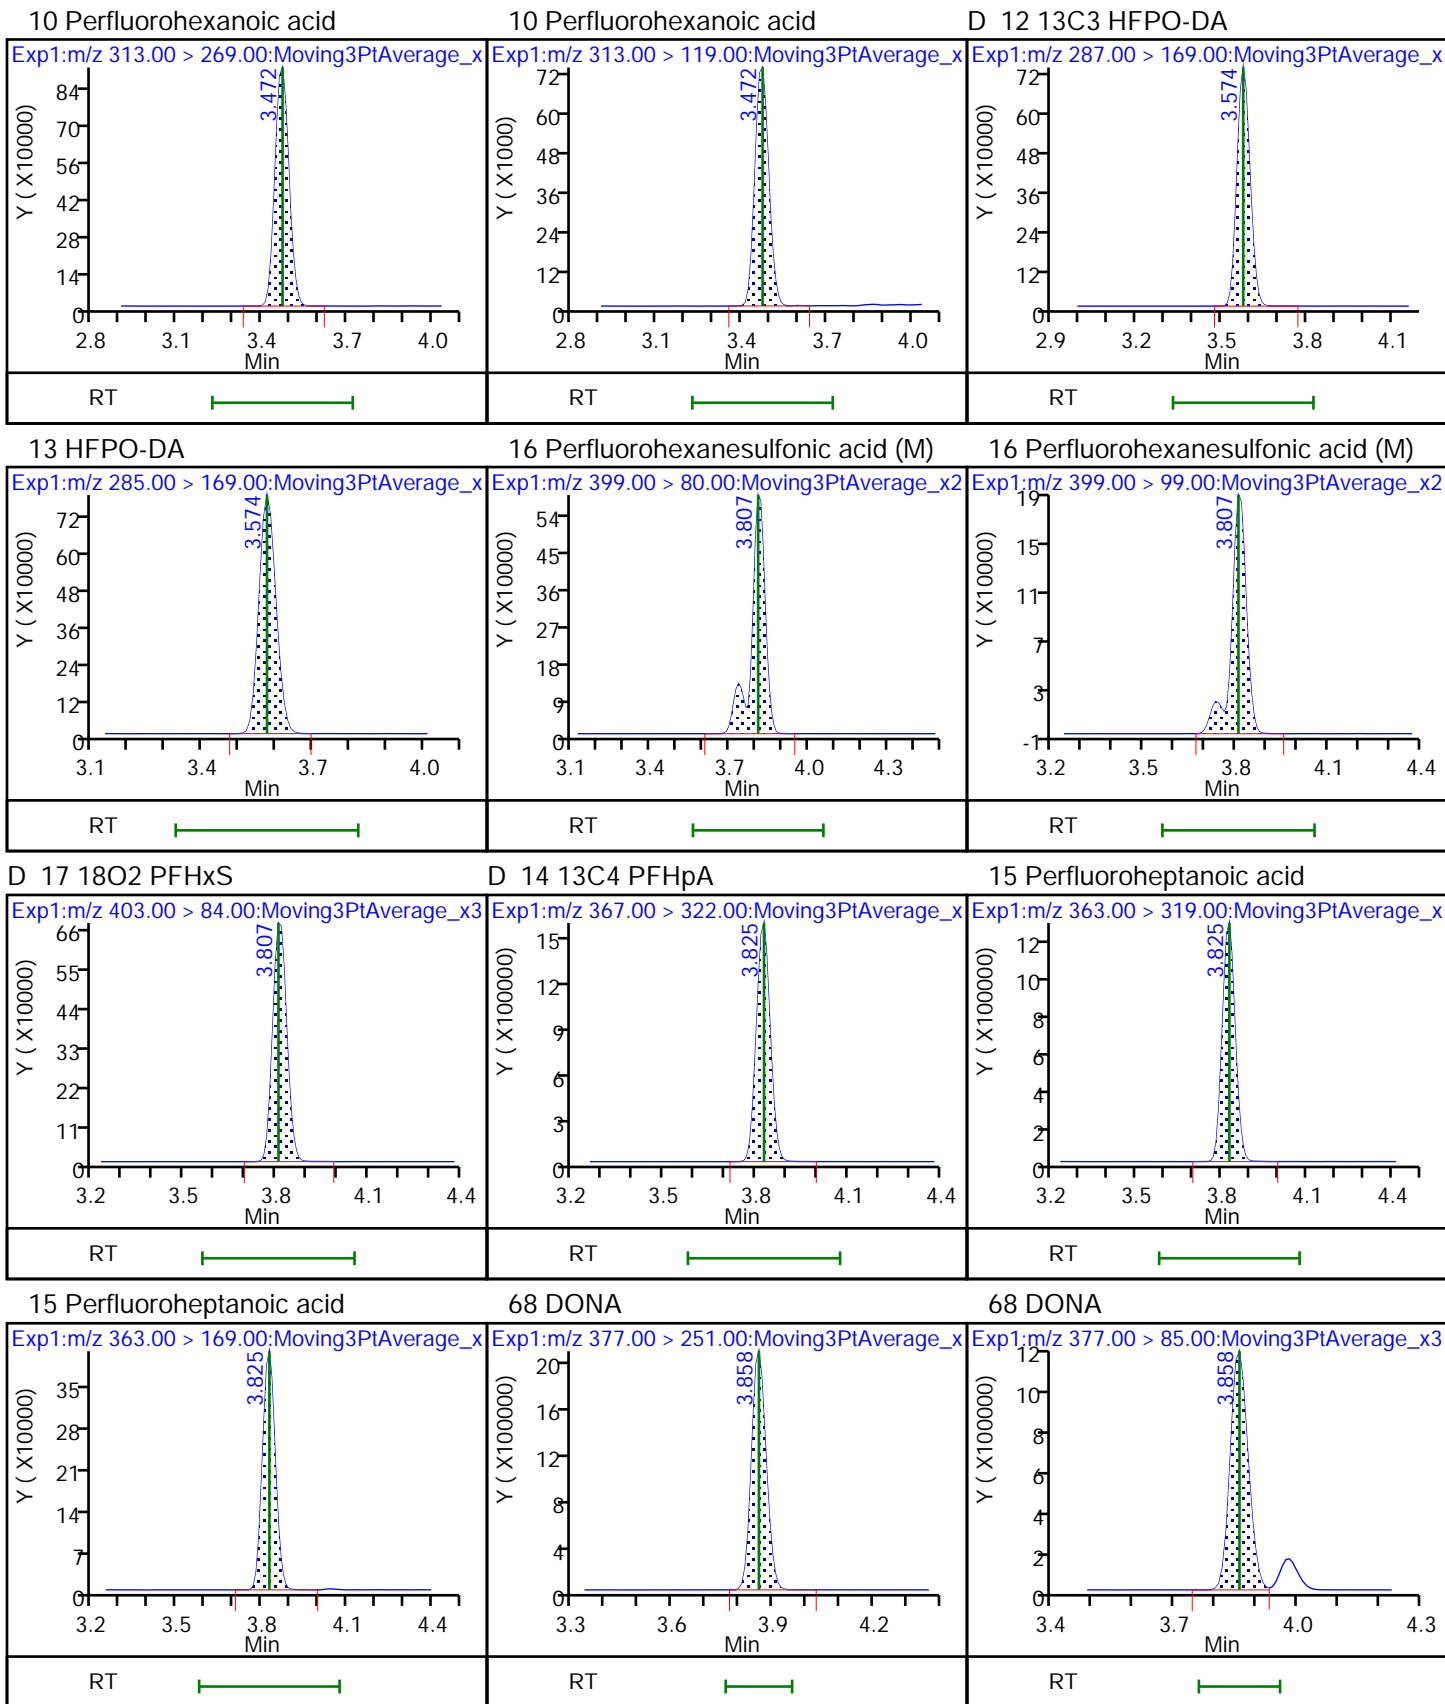 10 Perfluorohexanoic acid
Exp1:m/z 313.00 > 269.00:Moving3PtAverage_x
Y ( X10000)
84
70
56
42
28
14
0
3.472
2.8 3.1 3.4 3.7 4.0
Min
RT
10 Perfluorohexanoic acid
Exp1:m/z 313.00 > 119.00:Moving3PtAverage_x
Y ( X1000)
72
60
48
36
24
12
0
3.472
2.8 3.1 3.4 3.7 4.0
Min
RT
D 12 13C3 HFPO-DA
Exp1:m/z 287.00 > 169.00:Moving3PtAverage_x
Y ( X10000)
72
60
48
36
24
12
0
3.574
2.9 3.2 3.5 3.8 4.1
Min
RT
13 HFPO-DA
Exp1:m/z 285.00 > 169.00:Moving3PtAverage_x
Y ( X10000)
72
60
48
36
24
12
0
3.574
3.1 3.4 3.7 4.0
Min
RT
16 Perfluorohexanesulfonic acid (M)
Exp1:m/z 399.00 > 80.00:Moving3PtAverage_x2
Y ( X10000)
54
45
36
27
18
9
0
3.807
3.1 3.4 3.7 4.0 4.3
Min
RT
16 Perfluorohexanesulfonic acid (M)
Exp1:m/z 399.00 > 99.00:Moving3PtAverage_x2
Y ( X10000)
19
15
11
7
3
-1
3.807
3.2 3.5 3.8 4.1 4.4
Min
RT
D 17 18O2 PFHxS
Exp1:m/z 403.00 > 84.00:Moving3PtAverage_x3
Y ( X10000)
66
55
44
33
22
11
0
3.807
3.2 3.5 3.8 4.1 4.4
Min
RT
D 14 13C4 PFHpA
Exp1:m/z 367.00 > 322.00:Moving3PtAverage_x
Y ( X100000)
15
12
9
6
3
0
3.825
3.2 3.5 3.8 4.1 4.4
Min
RT
15 Perfluoroheptanoic acid
Exp1:m/z 363.00 > 319.00:Moving3PtAverage_x
Y ( X100000)
12
10
8
6
4
2
0
3.825
3.2 3.5 3.8 4.1 4.4
Min
RT
15 Perfluoroheptanoic acid
Exp1:m/z 363.00 > 169.00:Moving3PtAverage_x
Y ( X10000)
35
28
21
14
7
0
3.825
3.2 3.5 3.8 4.1 4.4
Min
RT
68 DONA
Exp1:m/z 377.00 > 251.00:Moving3PtAverage_x
Y ( X100000)
20
16
12
8
4
0
3.858
3.3 3.6 3.9 4.2
Min
RT
68 DONA
Exp1:m/z 377.00 > 85.00:Moving3PtAverage_x3
Y ( X100000)
12
10
8
6
4
2
0
3.858
3.4 3.7 4.0 4.3
Min
RT